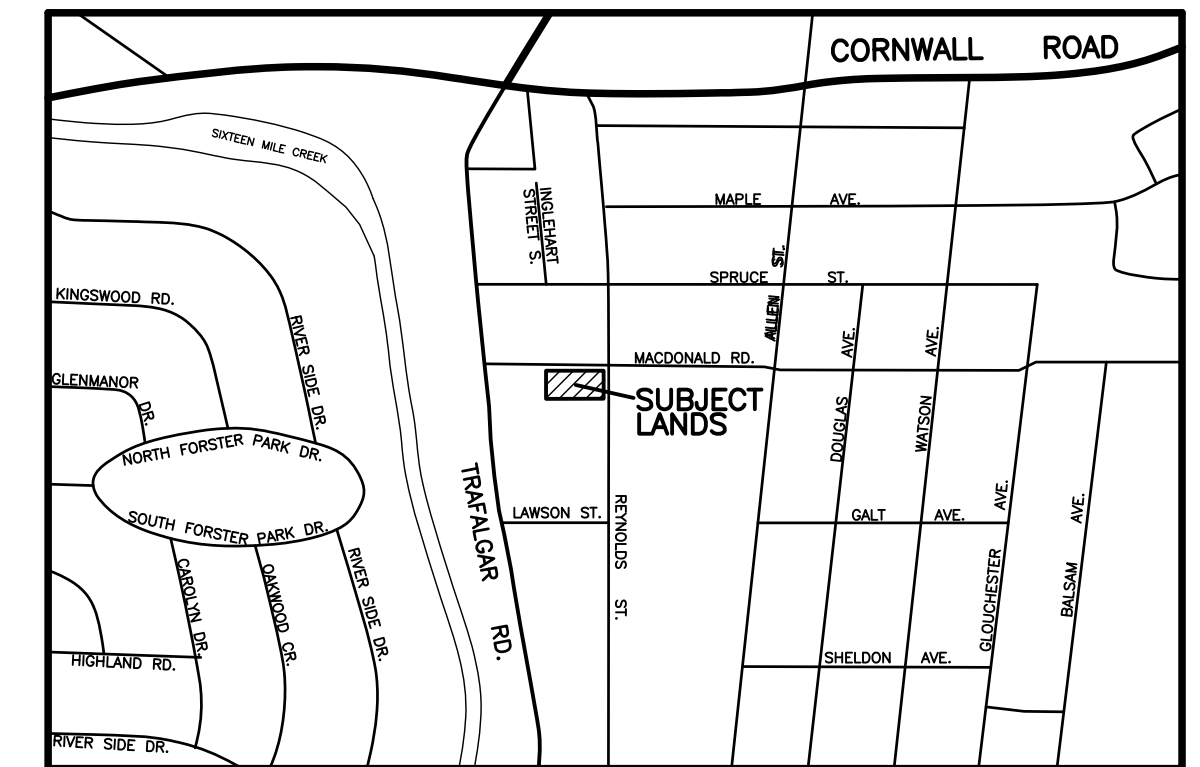 CORNWALL ROAD
SIXTEEN MILE CREEK
INGLEHART
STREET S.
MAPLE AVE.
ALLEN ST.
SPRUCE ST.
KINGSWOOD RD.
RIVER SIDE DR.
DOUGLAS AVE.
WATSON AVE.
MACDONALD RD.
GLENMANOR DR.
SUBJECT
LANDS
NORTH FORSTER PARK DR.
SOUTH FORSTER PARK DR.
TRAFALGAR RD.
LAWSON ST.
REYNOLDS ST.
GALT AVE.
GLOUCHESTER AVE.
BALSAM AVE.
CAROLYN DR.
OAKWOOD CR.
RIVER SIDE DR.
HIGHLAND RD.
SHELDON AVE.
RIVER SIDE DR.